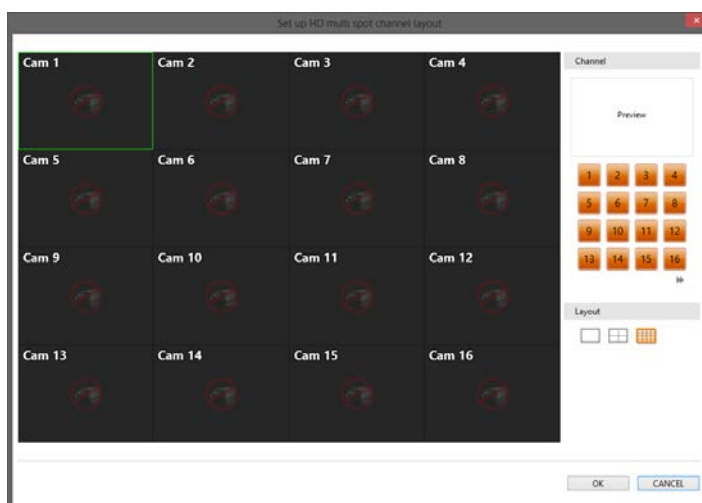 Set up HD multi spot channel layout
Cam 1 Cam 2 Cam 3 Cam 4
Channel
Preview
Cam 5 Cam 6 Cam 7 Cam 8
1 2 3 4
5 6 7 8
9 10 11 12
13 14 15 16
Cam 9 Cam 10 Cam 11 Cam 12
Layout
Cam 13 Cam 14 Cam 15 Cam 16
OK CANCEL